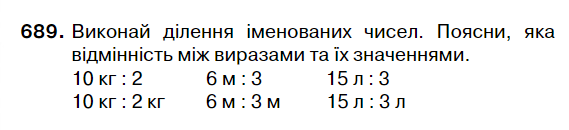 689. Виконай ділення іменованих чисел. Поясни, яка
відмінність між виразами та їх значеннями.
10 кг : 2 6 м : 3 15 л : 3
10 кг : 2 кг 6 м : 3 м 15 л : 3 л